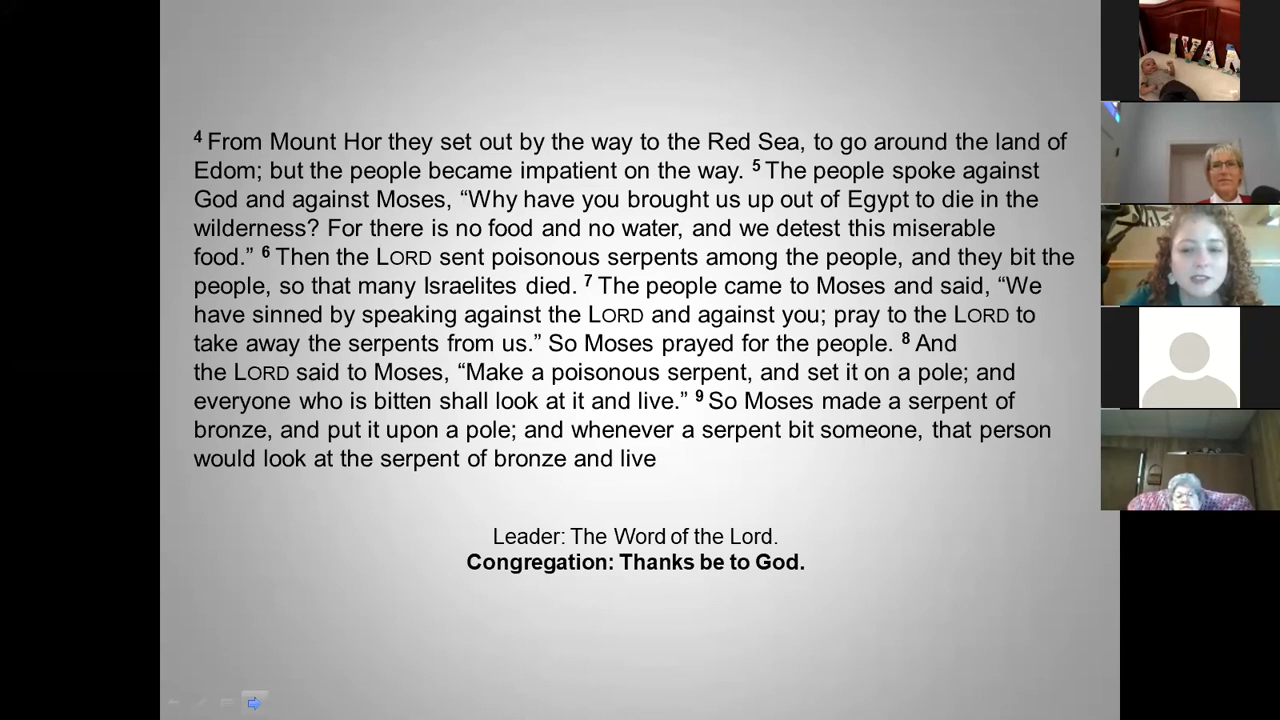 4 From Mount Hor they set out by the way to the Red Sea, to go around the land of
Edom; but the people became impatient on the way. 5 The people spoke against
God and against Moses, “Why have you brought us up out of Egypt to die in the
wilderness? For there is no food and no water, and we detest this miserable
food.” 6 Then the LORD sent poisonous serpents among the people, and they bit the
people, so that many Israelites died. 7 The people came to Moses and said, “We
have sinned by speaking against the LORD and against you; pray to the LORD to
take away the serpents from us.” So Moses prayed for the people. 8 And
the LORD said to Moses, “Make a poisonous serpent, and set it on a pole; and
everyone who is bitten shall look at it and live.” 9 So Moses made a serpent of
bronze, and put it upon a pole; and whenever a serpent bit someone, that person
would look at the serpent of bronze and live
Leader: The Word of the Lord.
Congregation: Thanks be to God.
IVAN